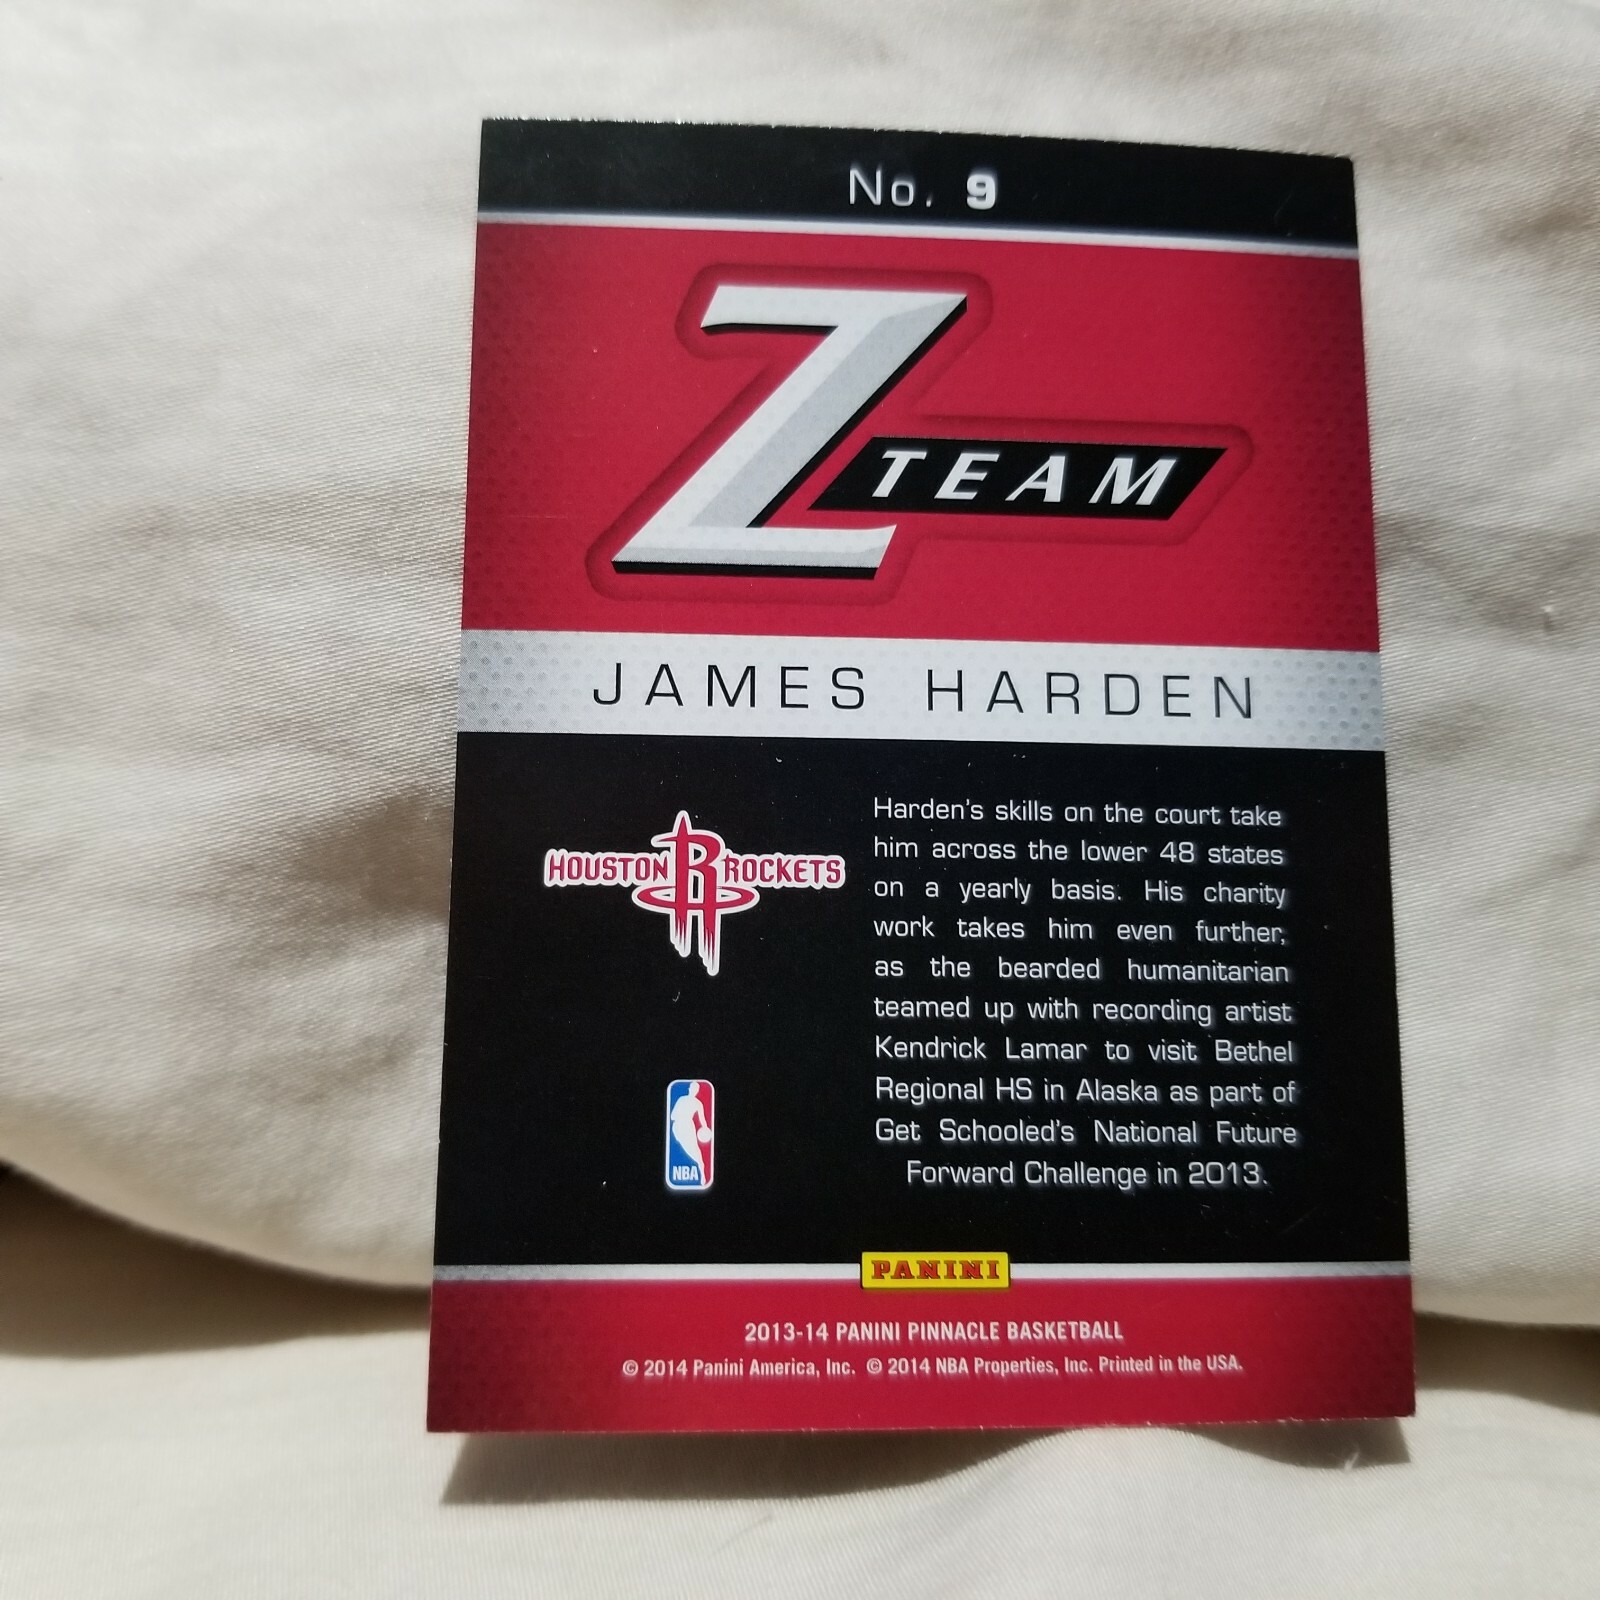 No. 9
Z TEAM
JAMES HARDEN
HOUSTON R ROCKETS
Harden's skills on the court take
him across the lower 48 states
on a yearly basis. His charity
work takes him even further,
as the bearded humanitarian
teamed up with recording artist
Kendrick Lamar to visit Bethel
Regional HS in Alaska as part of
Get Schooled's National Future
Forward Challenge in 2013.
NBA
PANINI
2013-14 PANINI PINNACLE BASKETBALL
© 2014 Panini America, Inc. © 2014 NBA Properties, Inc. Printed in the USA.